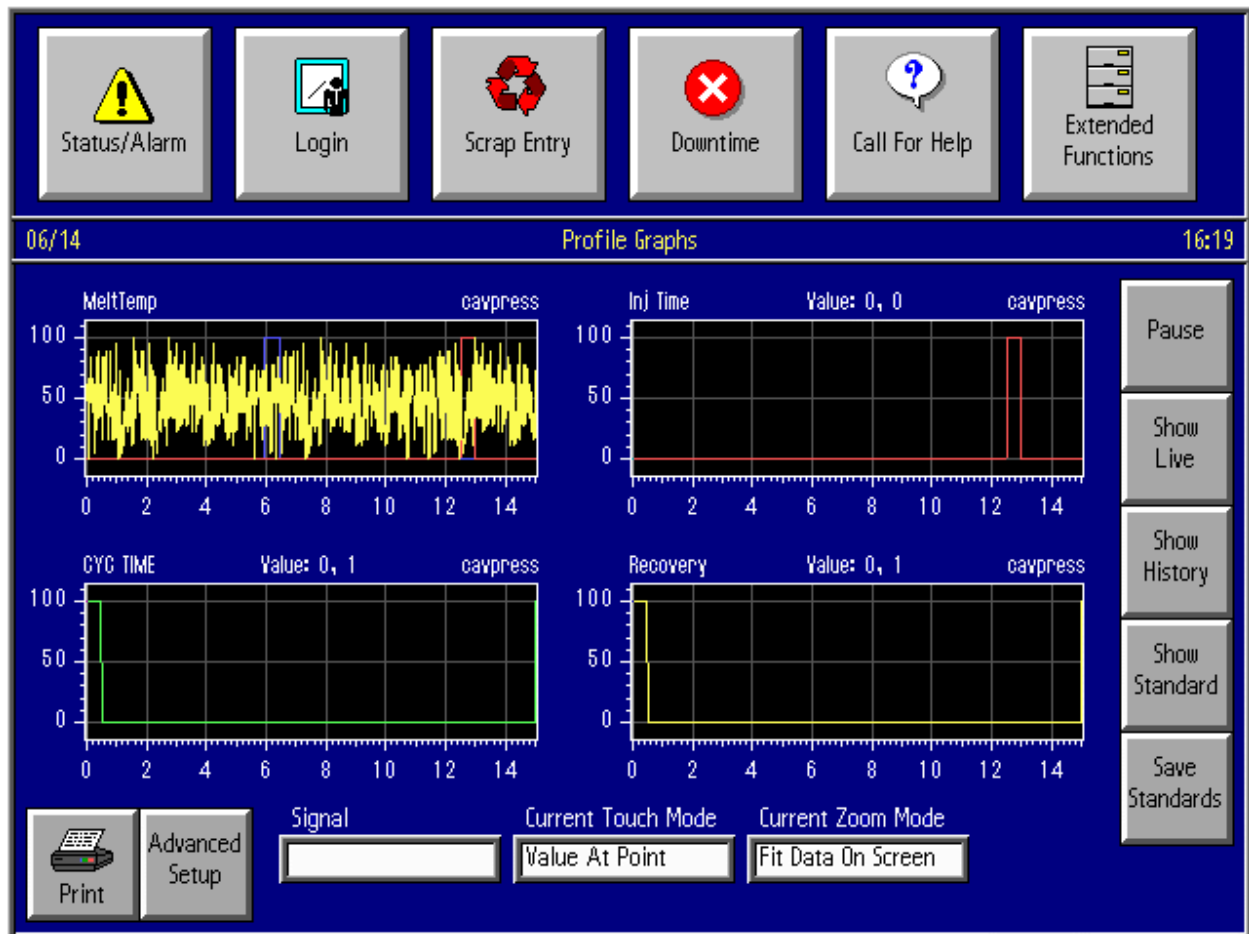 Status/Alarm
Login
Scrap Entry
Downtime
Call For Help
Extended
Functions
06/14 Profile Graphs 16:19
MeltTemp cavpress
100
50
0
0 2 4 6 8 10 12 14
Inj Time Value: 0, 0 cavpress
100
50
0
0 2 4 6 8 10 12 14
CYC TIME Value: 0, 1 cavpress
100
50
0
0 2 4 6 8 10 12 14
Recovery Value: 0, 1 cavpress
100
50
0
0 2 4 6 8 10 12 14
Pause
Show
Live
Show
History
Show
Standard
Save
Standards
Print
Advanced
Setup
Signal
Current Touch Mode
Value At Point
Current Zoom Mode
Fit Data On Screen